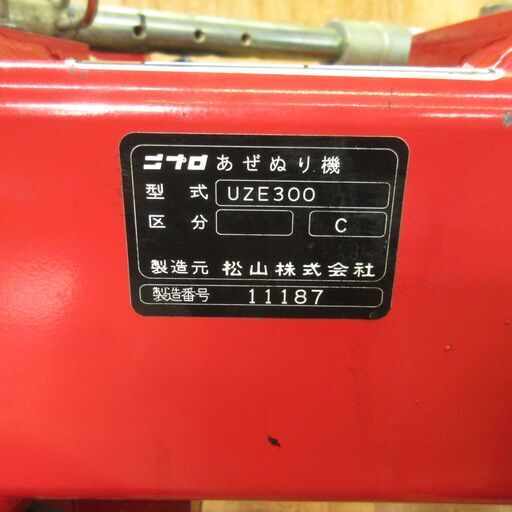 ニプロ あぜぬり機
型式 UZE300
区分 C
製造元 松山株式会社
製造番号 11187